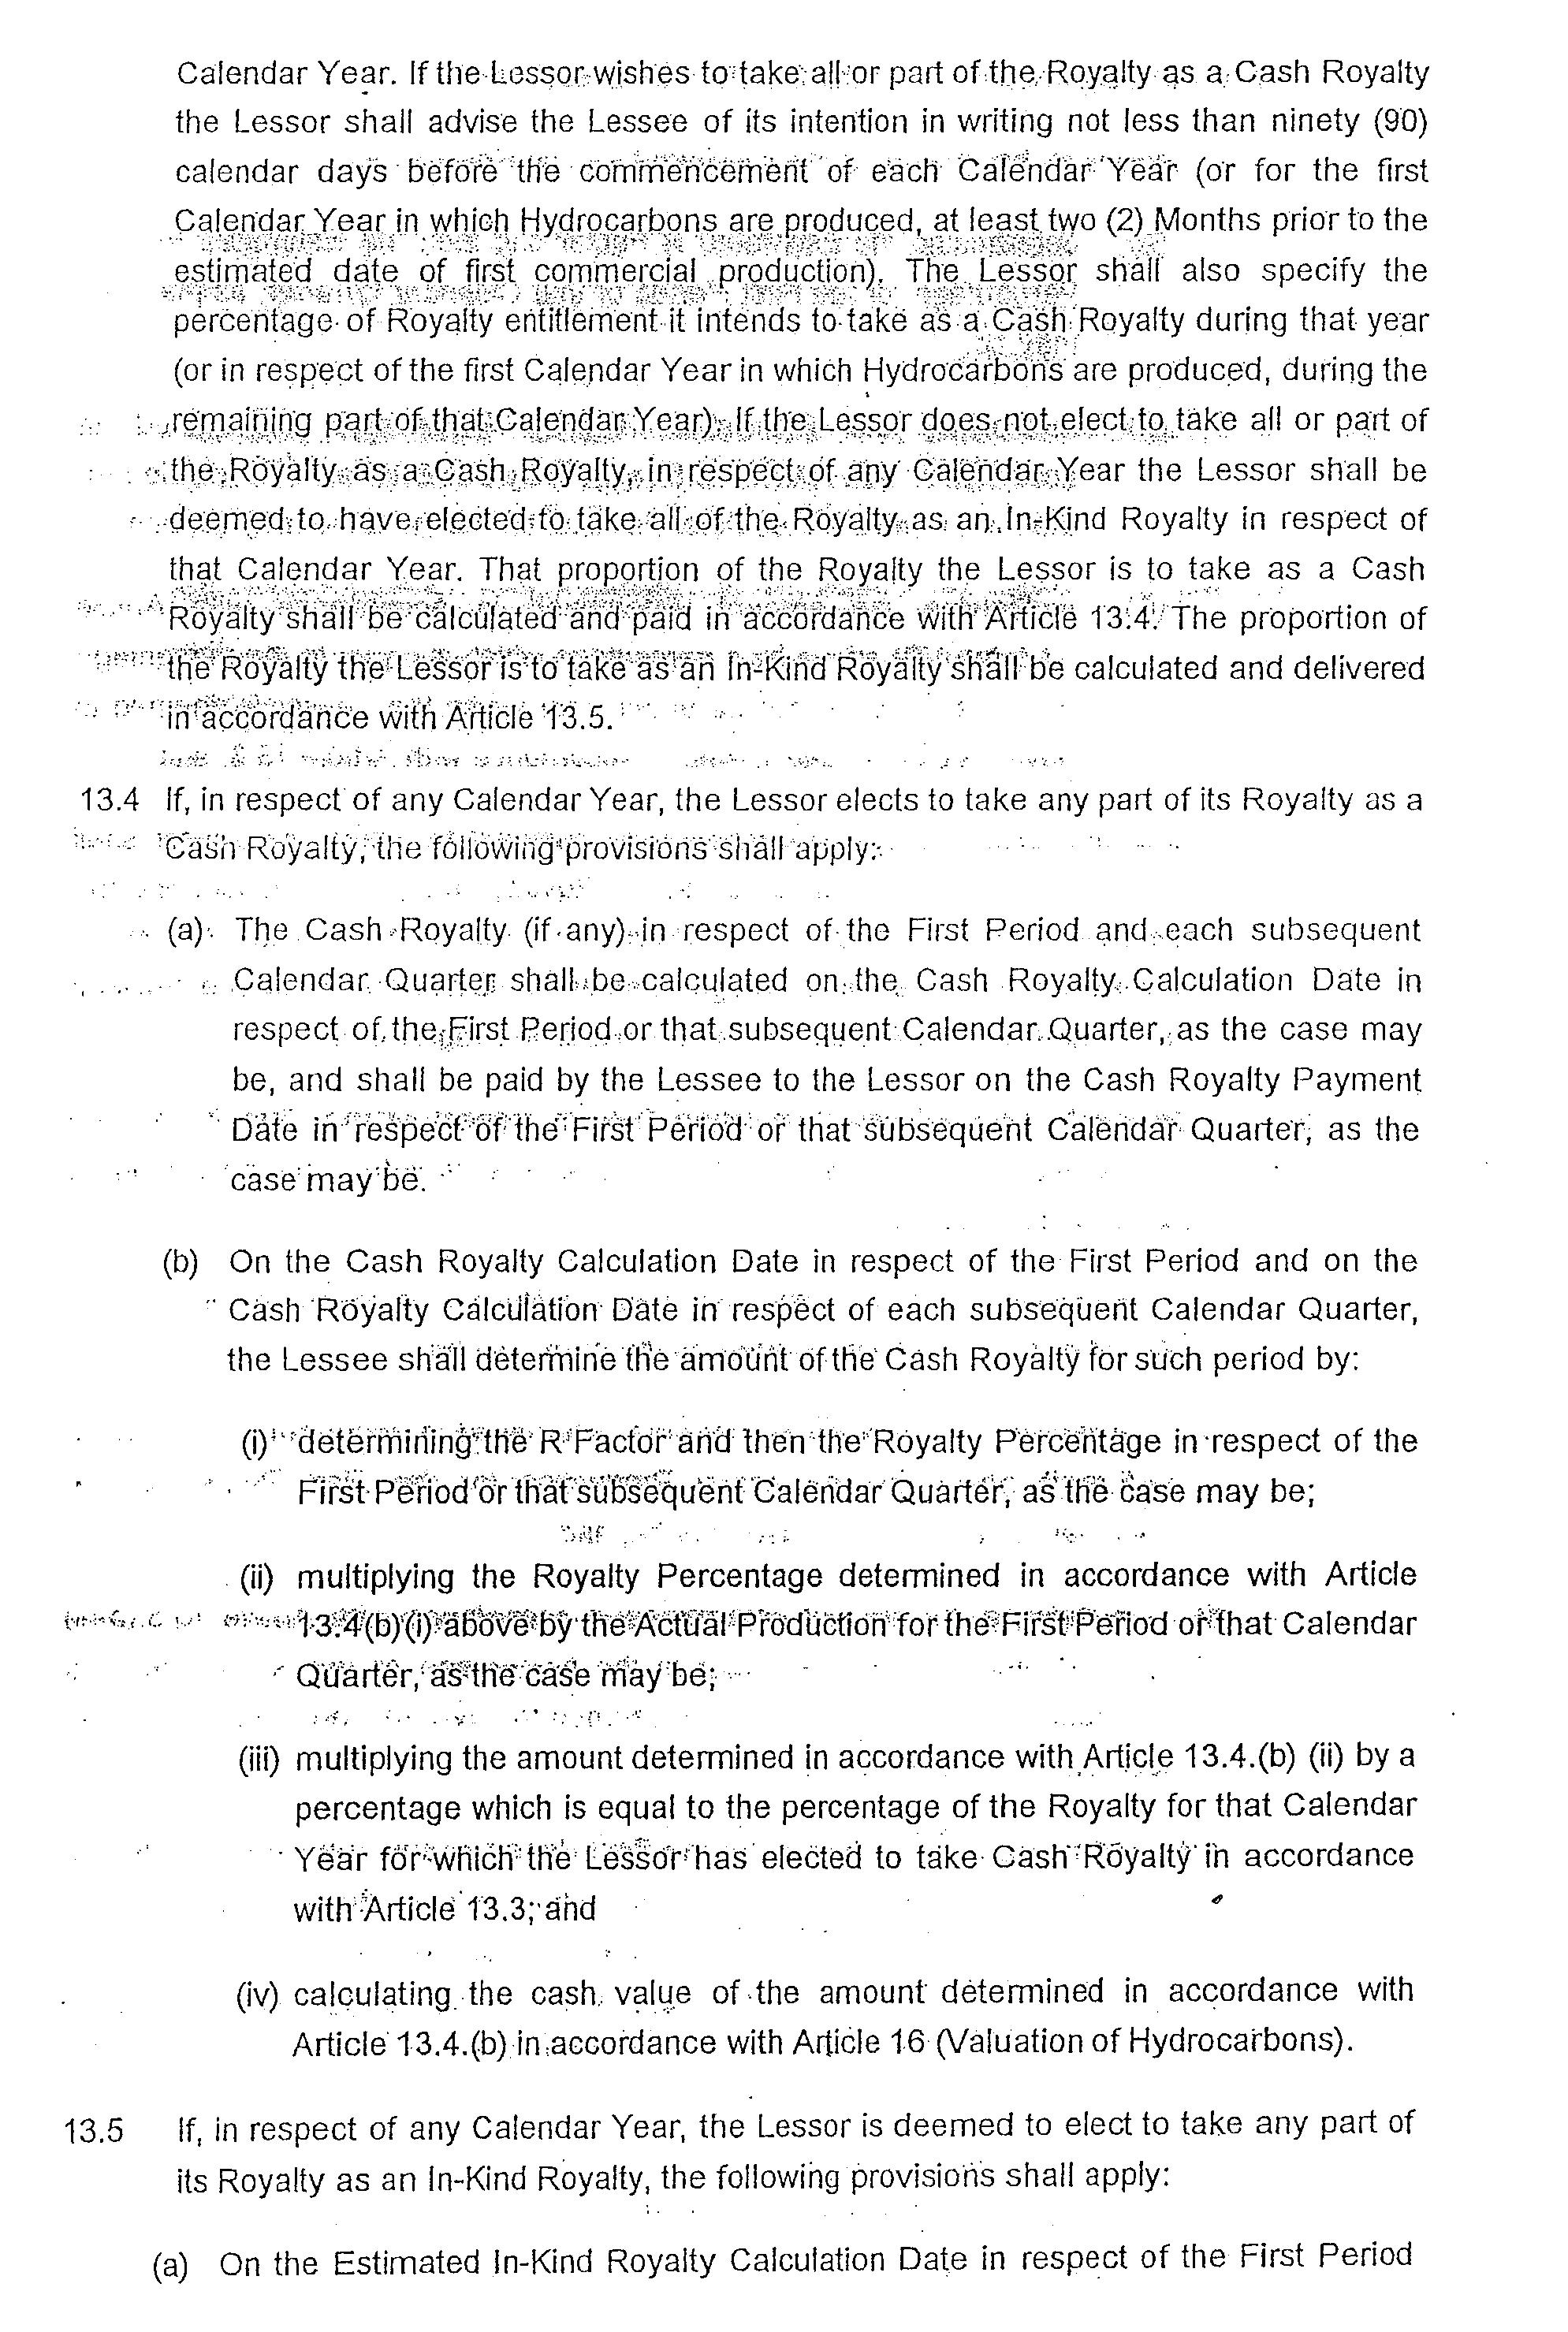 Calendar Year. If the Lessor wishes to take all or part of the Royalty as a Cash Royalty
the Lessor shall advise the Lessee of its intention in writing not less than ninety (90)
calendar days before the commencement of each Calendar Year (or for the first
Calendar Year in which Hydrocarbons are produced, at least two (2) Months prior to the
estimated date of first commercial production). The Lessor shall also specify the
percentage of Royalty entitlement it intends to take as a Cash Royalty during that year
(or in respect of the first Calendar Year in which Hydrocarbons are produced, during the
remaining part of that Calendar Year). If the Lessor does not elect to take all or part of
the Royalty as a Cash Royalty in respect of any Calendar Year the Lessor shall be
deemed to have elected to take all of the Royalty as an In-Kind Royalty in respect of
that Calendar Year. That proportion of the Royalty the Lessor is to take as a Cash
Royalty shall be calculated and paid in accordance with Article 13.4. The proportion of
the Royalty the Lessor is to take as an In-Kind Royalty shall be calculated and delivered
in accordance with Article 13.5.
13.4 If, in respect of any Calendar Year, the Lessor elects to take any part of its Royalty as a
Cash Royalty, the following provisions shall apply:
(a) The Cash Royalty (if any) in respect of the First Period and each subsequent
Calendar Quarter shall be calculated on the Cash Royalty Calculation Date in
respect of the First Period or that subsequent Calendar Quarter, as the case may
be, and shall be paid by the Lessee to the Lessor on the Cash Royalty Payment
Date in respect of the First Period or that subsequent Calendar Quarter, as the
case may be.
(b) On the Cash Royalty Calculation Date in respect of the First Period and on the
Cash Royalty Calculation Date in respect of each subsequent Calendar Quarter,
the Lessee shall determine the amount of the Cash Royalty for such period by:
(i) determining the R Factor and then the Royalty Percentage in respect of the
First Period or that subsequent Calendar Quarter, as the case may be;
(ii) multiplying the Royalty Percentage determined in accordance with Article
13.4(b)(i) above by the Actual Production for the First Period or that Calendar
Quarter, as the case may be;
(iii) multiplying the amount determined in accordance with Article 13.4.(b) (ii) by a
percentage which is equal to the percentage of the Royalty for that Calendar
Year for which the Lessor has elected to take Cash Royalty in accordance
with Article 13.3; and
(iv) calculating the cash value of the amount determined in accordance with
Article 13.4.(b) in accordance with Article 16 (Valuation of Hydrocarbons).
13.5 If, in respect of any Calendar Year, the Lessor is deemed to elect to take any part of
its Royalty as an In-Kind Royalty, the following provisions shall apply:
(a) On the Estimated In-Kind Royalty Calculation Date in respect of the First Period